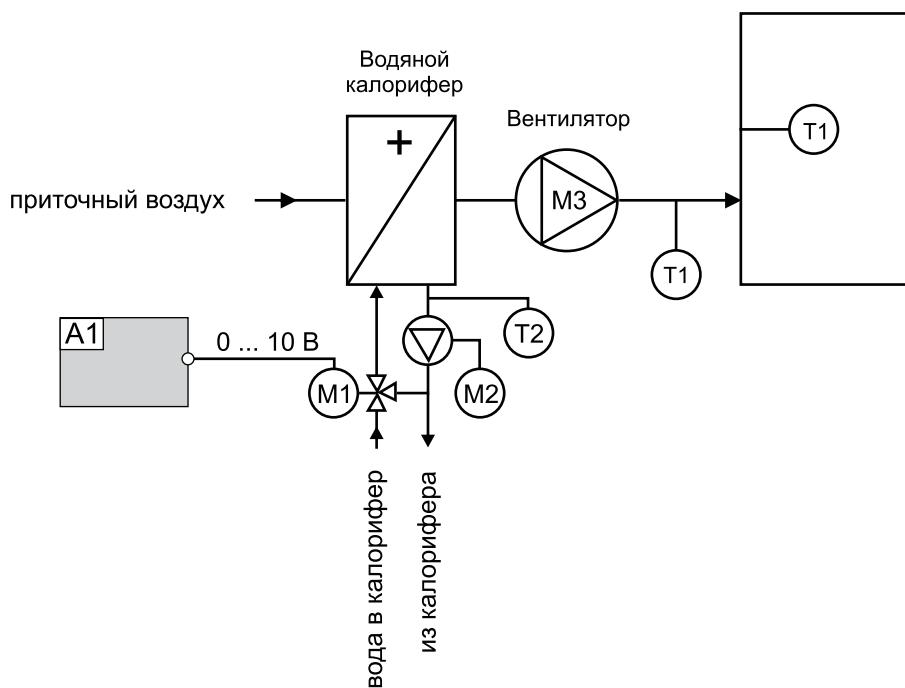 Водяной
калорифер
Вентилятор
+
T1
M3
приточный воздух
T1
A1
0 ... 10 В
T2
M1
M2
вода в калорифер
из калорифера